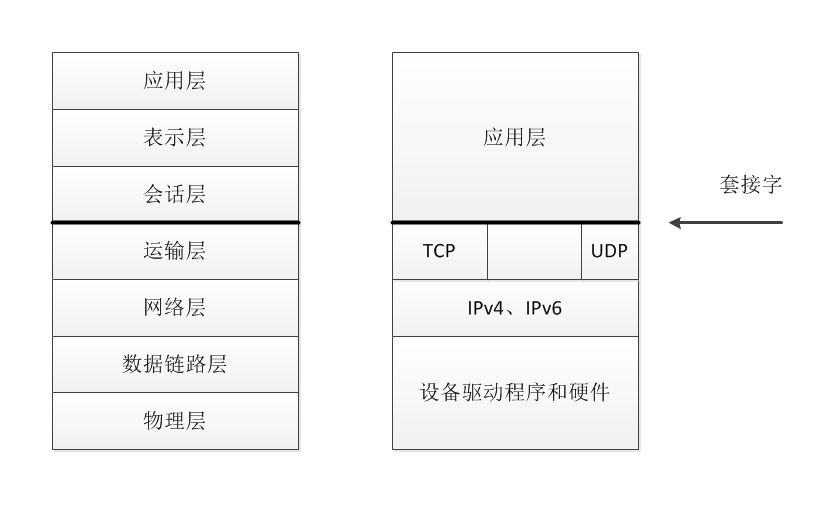 应用层
表示层
会话层
运输层
网络层
数据链路层
物理层
应用层
TCP
UDP
IPv4、IPv6
设备驱动程序和硬件
套接字